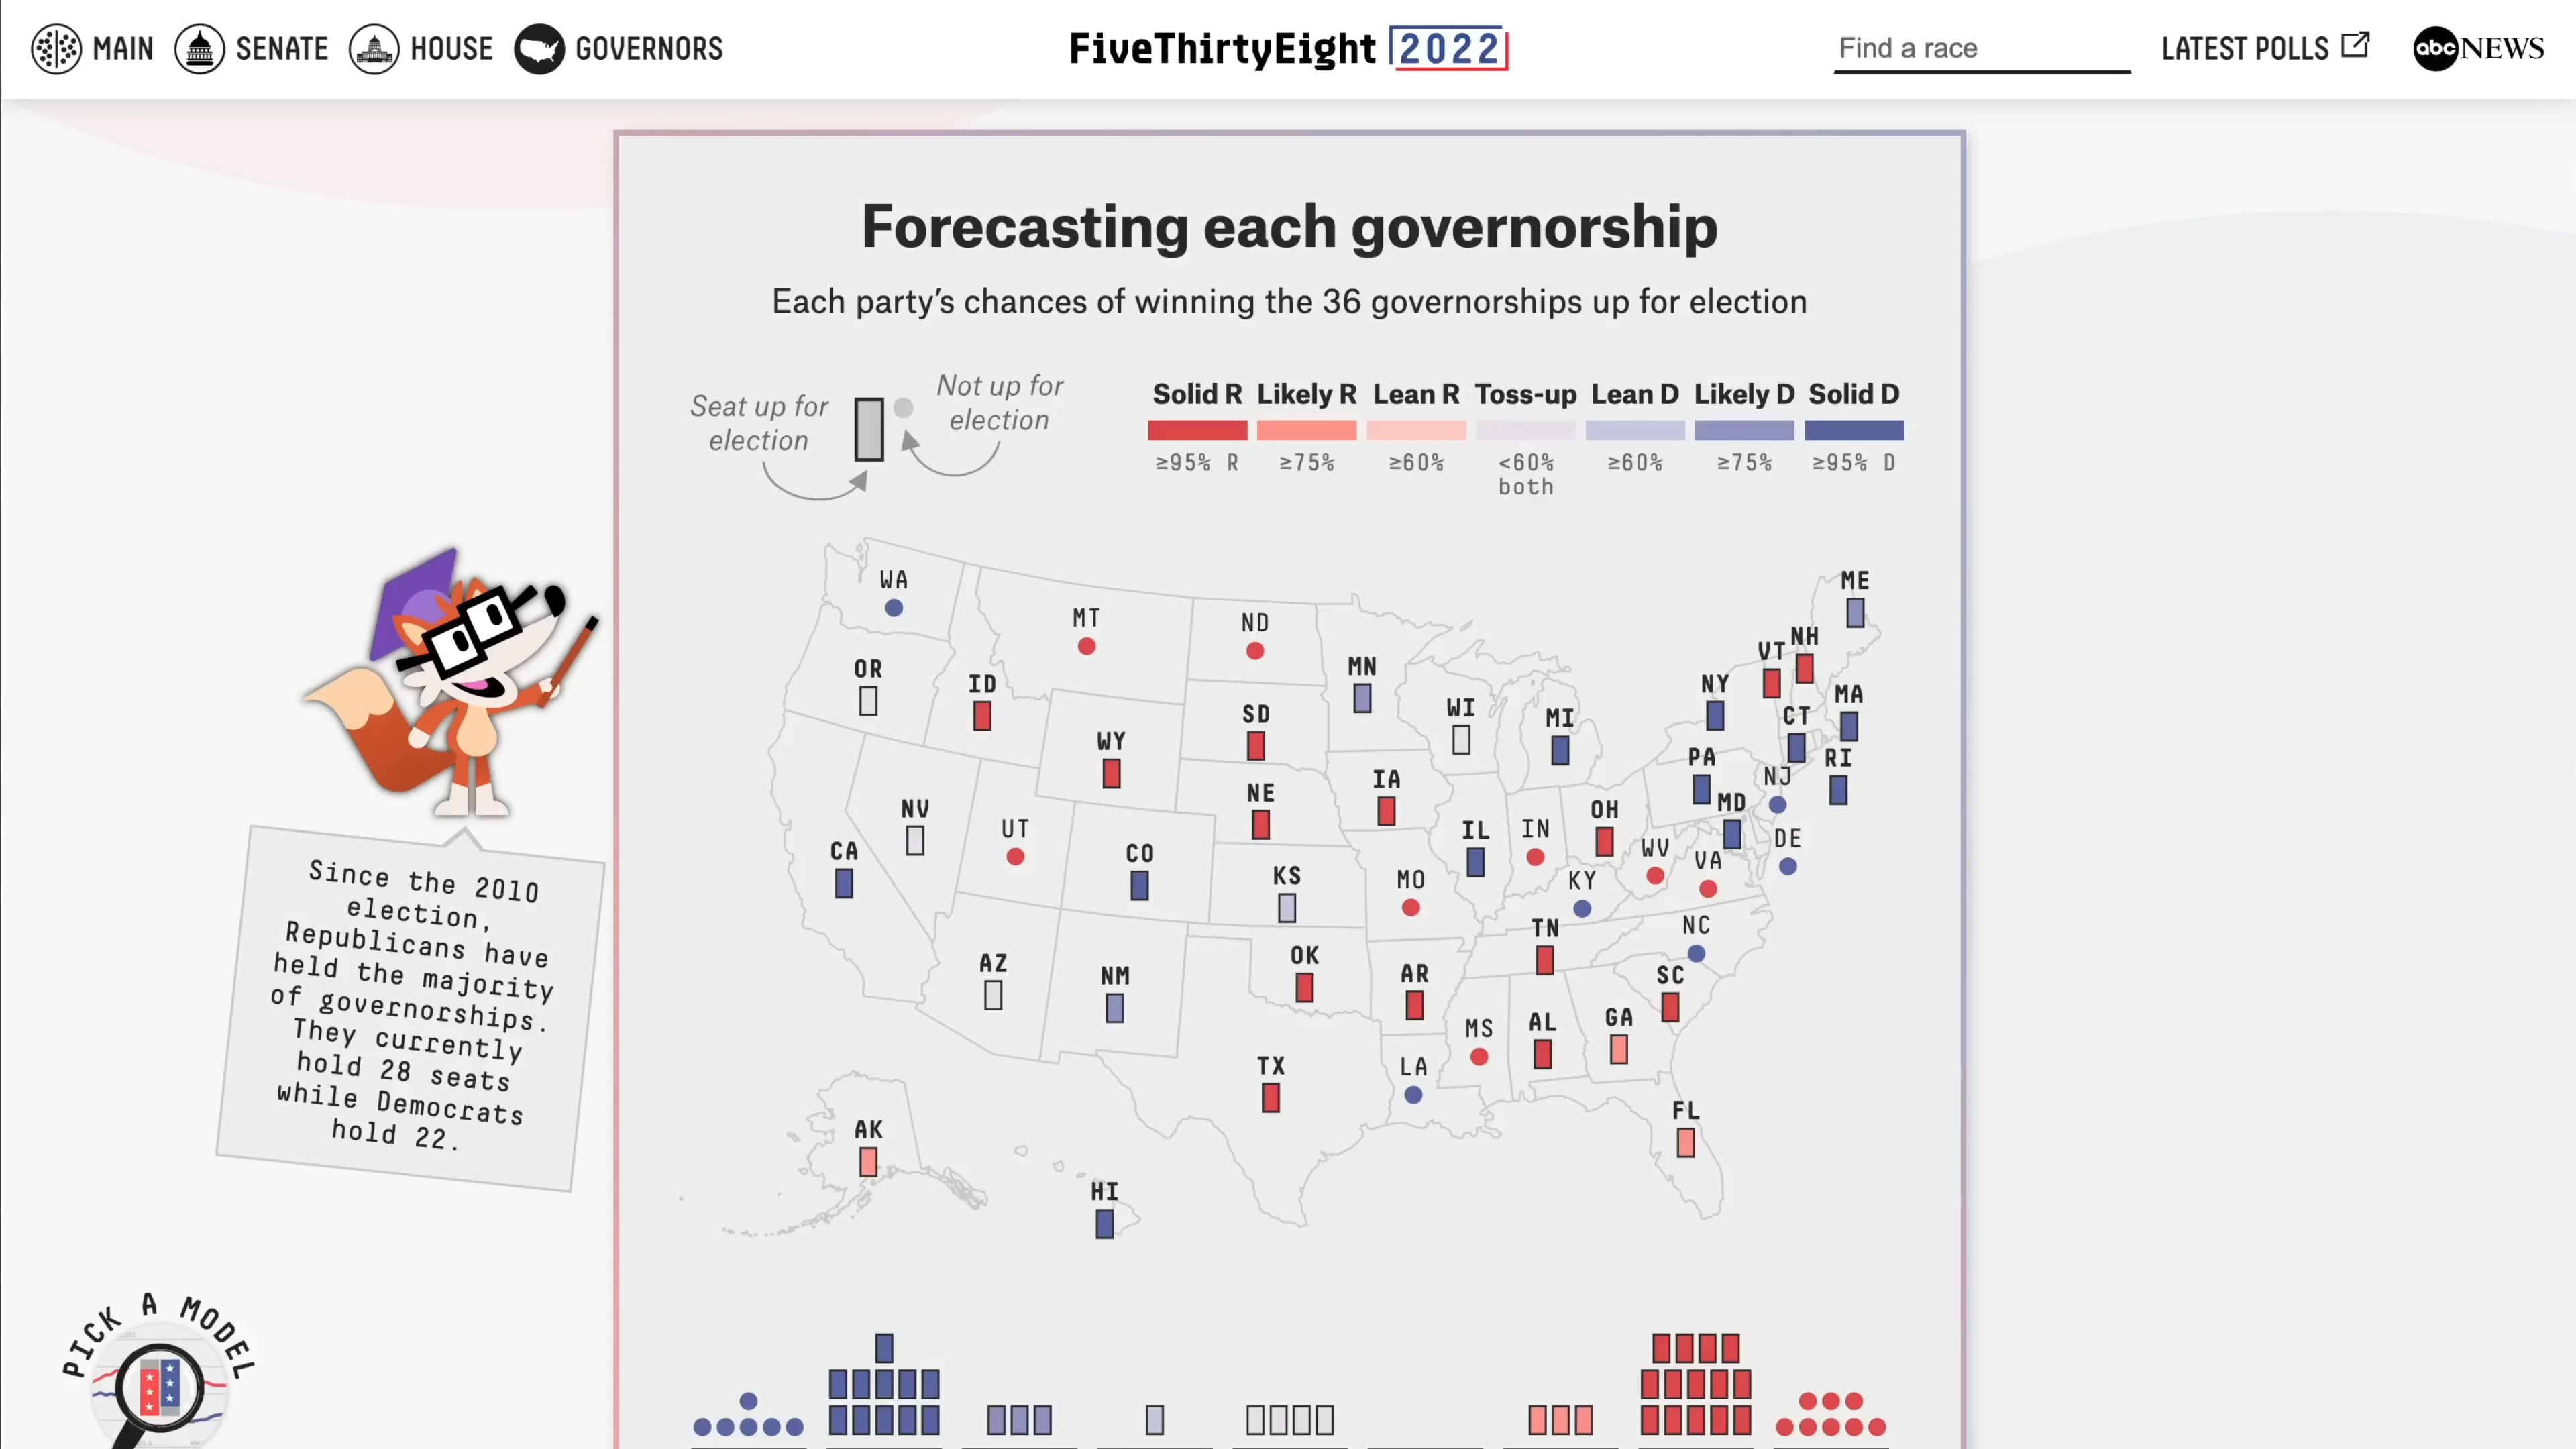 MAIN SENATE HOUSE GOVERNORS
FiveThirtyEight 2022
Find a race
LATEST POLLS
abc NEWS
Forecasting each governorship
Each party's chances of winning the 36 governorships up for election
Seat up for
election
Not up for
election
Solid R Likely R Lean R Toss-up Lean D Likely D Solid D
≥95% R ≥75% ≥60% <60% ≥60% ≥75% ≥95% D
both
WA
ME
MT
ND
NH
VT
MN
OR
ID
NY
MA
WI
SD
MI
CT
WY
PA
RI
NJ
IA
NE
MD
NV
OH
UT
IL
IN
DE
CA
CO
WV
VA
KS
MO
KY
NC
TN
OK
AZ
AR
SC
NM
GA
AL
MS
TX
LA
FL
AK
HI
Since the 2010
election,
Republicans have
held the majority
of governorships.
They currently
hold 28 seats
while Democrats
hold 22.
PICK A MODEL